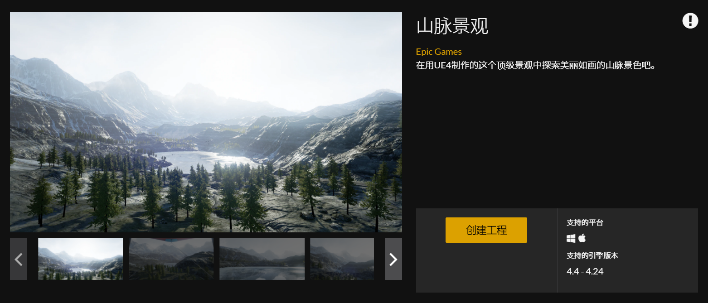 山脉景观
Epic Games
在用UE4制作的这个顶级景观中探索美丽如画的山脉景色吧。
创建工程
支持的平台
支持的引擎版本
4.4 - 4.24